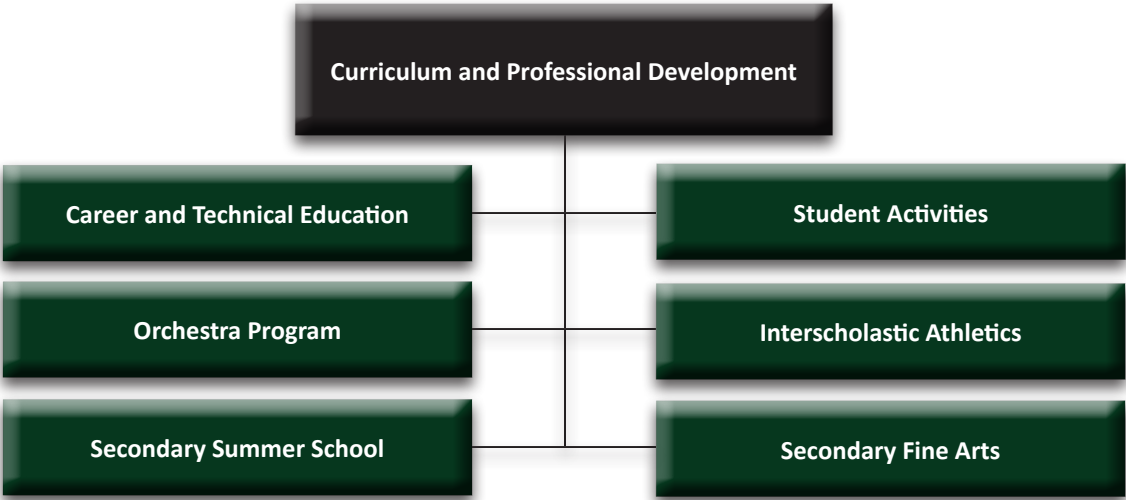 Curriculum and Professional Development
Career and Technical Education
Student Activities
Orchestra Program
Interscholastic Athletics
Secondary Summer School
Secondary Fine Arts